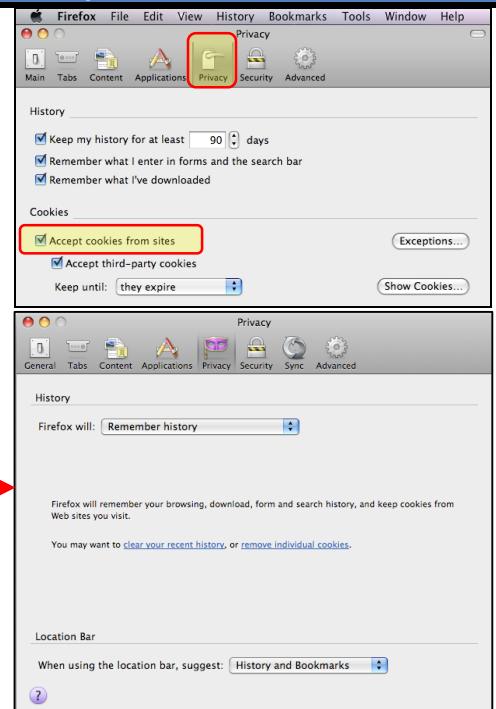 Firefox File Edit View History Bookmarks Tools Window Help
Privacy
Main Tabs Content Applications Privacy Security Advanced
History
Keep my history for at least 90 days
Remember what I enter in forms and the search bar
Remember what I've downloaded
Cookies
Accept cookies from sites Exceptions...
Accept third-party cookies
Keep until: they expire Show Cookies...
Privacy
General Tabs Content Applications Privacy Security Sync Advanced
History
Firefox will: Remember history
Firefox will remember your browsing, download, form and search history, and keep cookies from
Web sites you visit.
You may want to clear your recent history, or remove individual cookies.
Location Bar
When using the location bar, suggest: History and Bookmarks
?